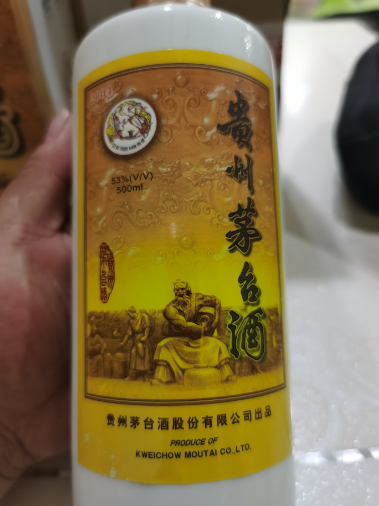 贵州茅台酒
53%(V/V)
500ml
贵州茅台酒股份有限公司出品
PRODUCE OF
KWEICHOW MOUTAI CO.,LTD.